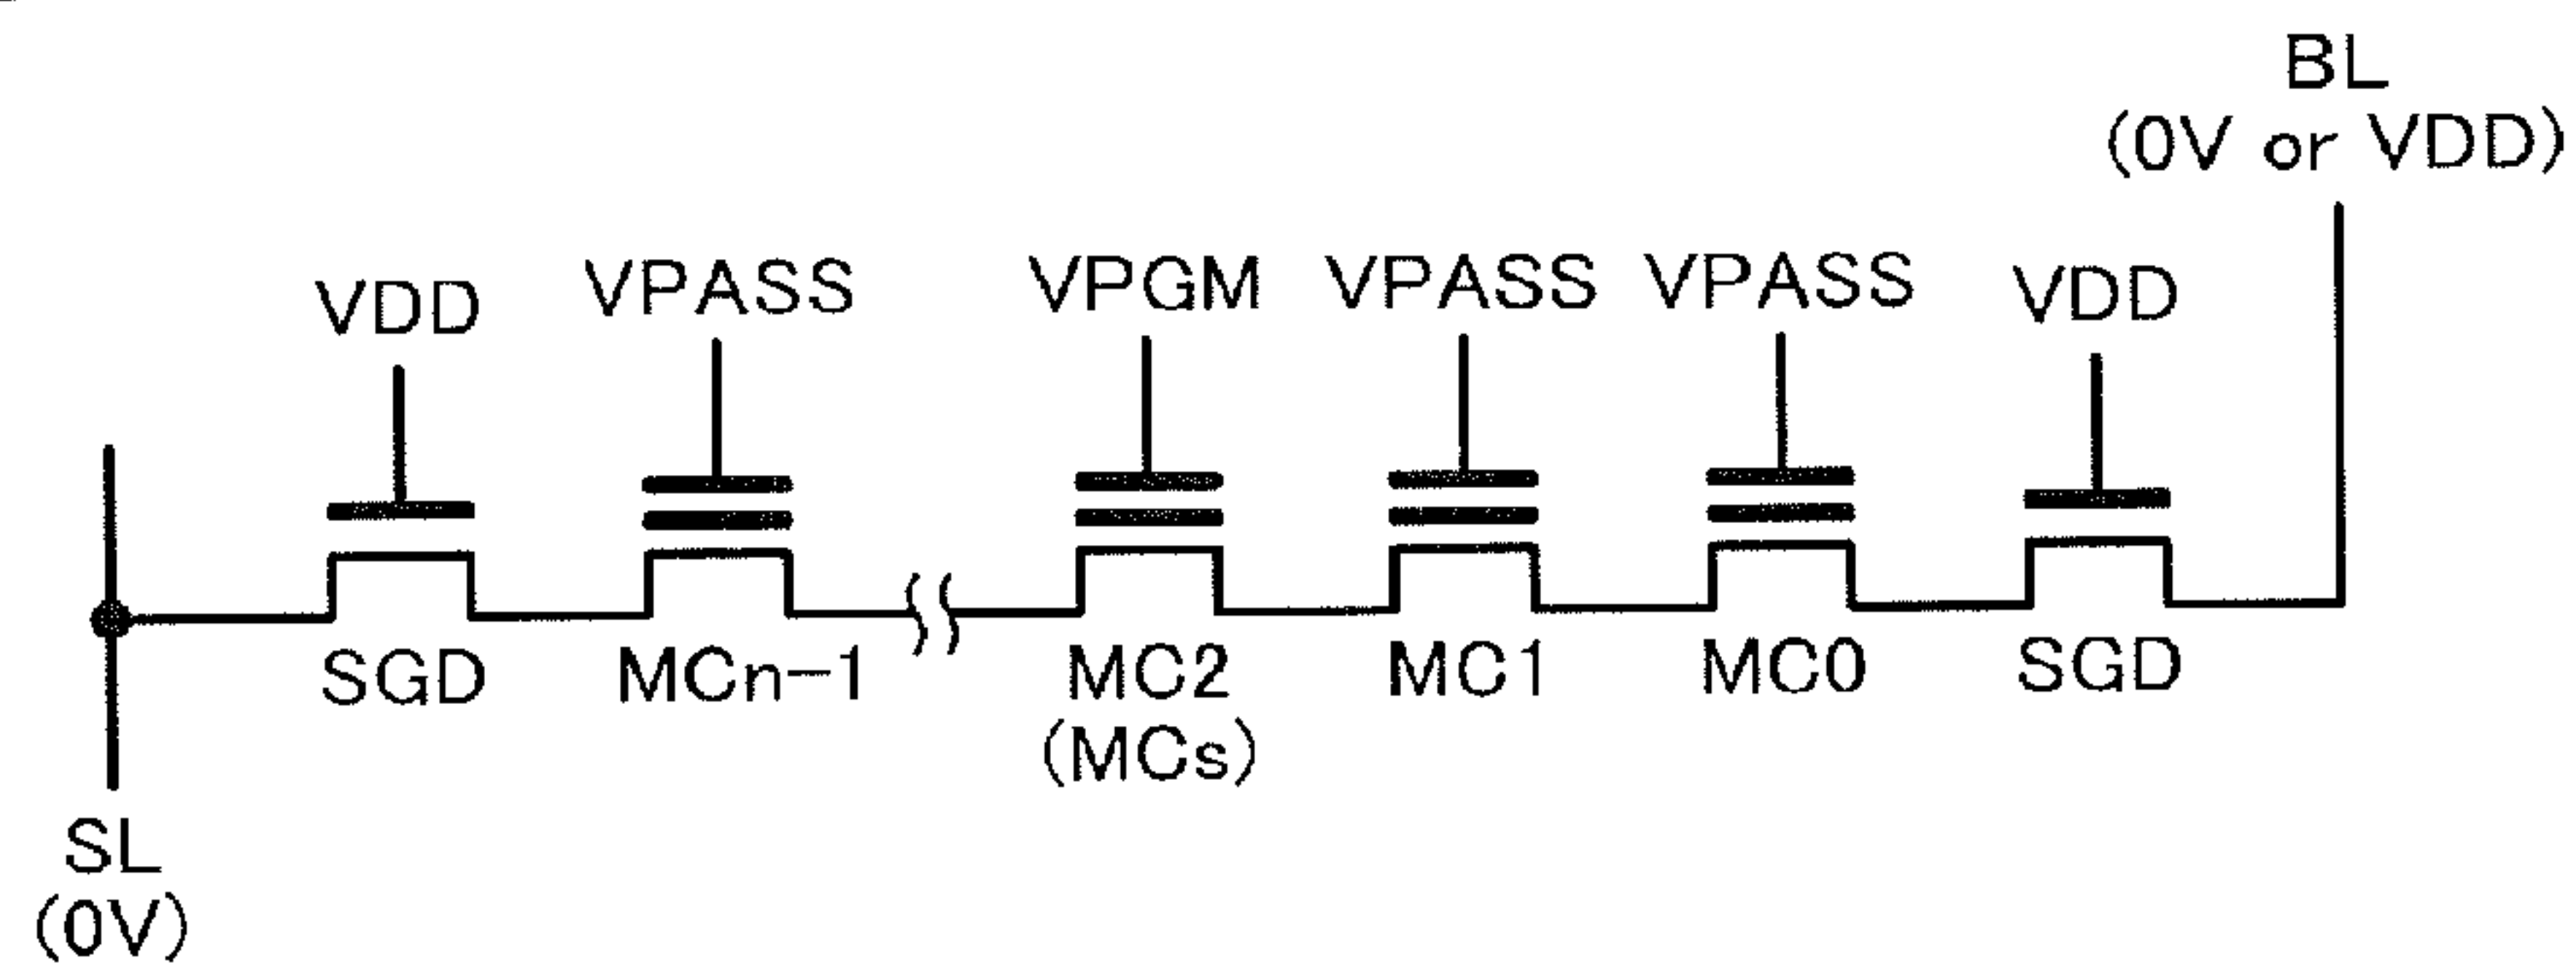 BL
(0V or VDD)
VDD VPASS VPGM VPASS VPASS VDD
SGD MCn-1 MC2 MC1 MC0 SGD
(MCs)
SL
(0V)